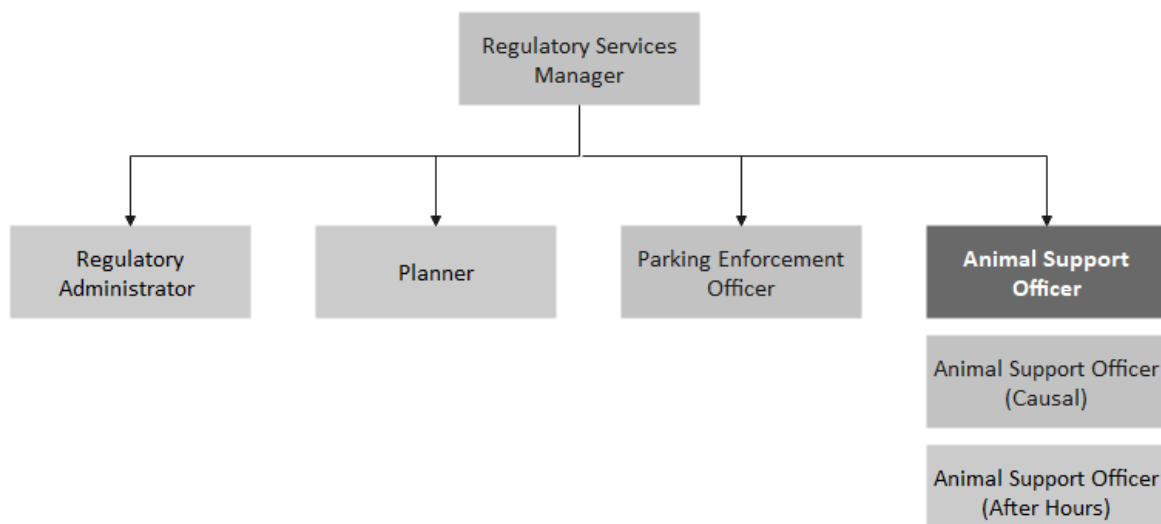 Regulatory Services
Manager
Regulatory
Administrator
Planner
Parking Enforcement
Officer
Animal Support
Officer
Animal Support Officer
(Causal)
Animal Support Officer
(After Hours)